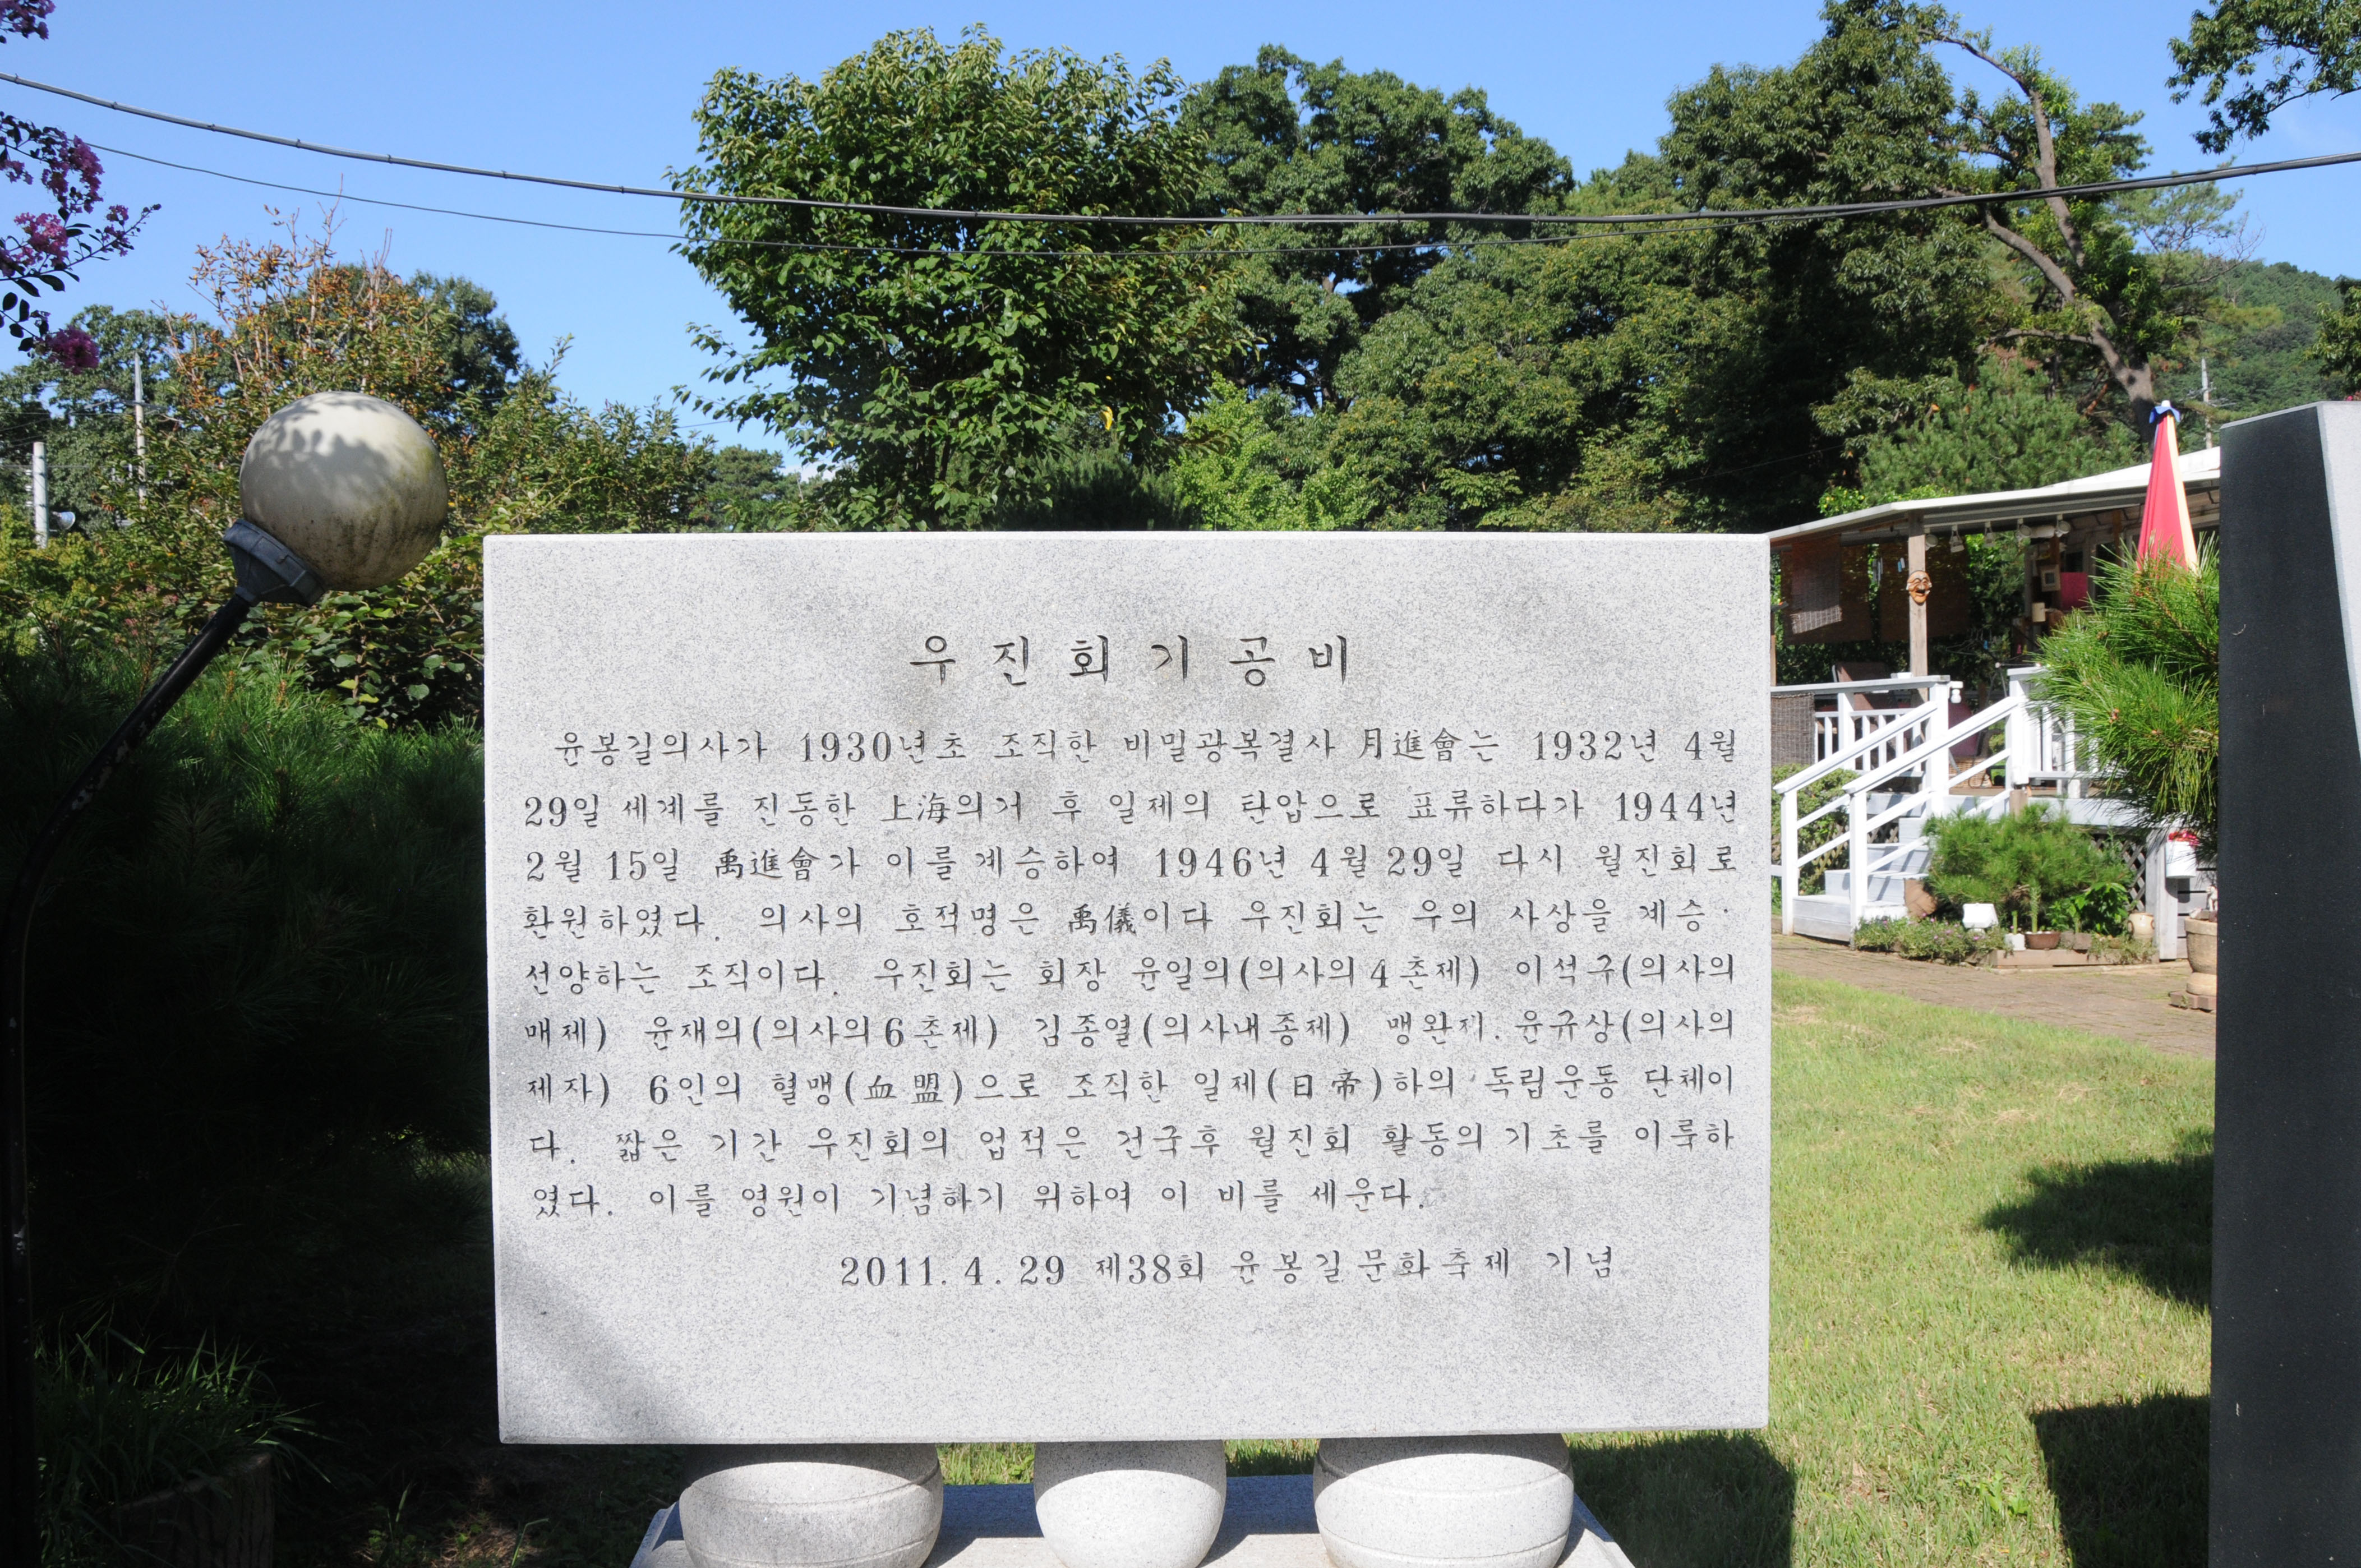 우진회기공비
윤봉길의사가 1930년초 조직한 비밀광복결사 月進會는 1932년 4월
29일 세계를 진동한 上海의거 후 일제의 탄압으로 표류하다가 1944년
2월 15일 禹進會가 이를 계승하여 1946년 4월 29일 다시 월진회로
환원하였다. 의사의 호적명은 禹儀이다 우진회는 우의 사상을 계승·
선양하는 조직이다. 우진회는 회장 윤일의(의사의4촌제) 이석구(의사의
매제) 윤재의(의사의6촌제) 김종열(의사내종제) 맹완재.윤규상(의사의
제자) 6인의 혈맹(血盟)으로 조직한 일제(日帝)하의 독립운동 단체이
다. 짧은 기간 우진회의 업적은 건국후 월진회 활동의 기초를 이룩하
였다. 이를 영원이 기념하기 위하여 이 비를 세운다.
2011.4.29 제38회 윤봉길문화축제 기념